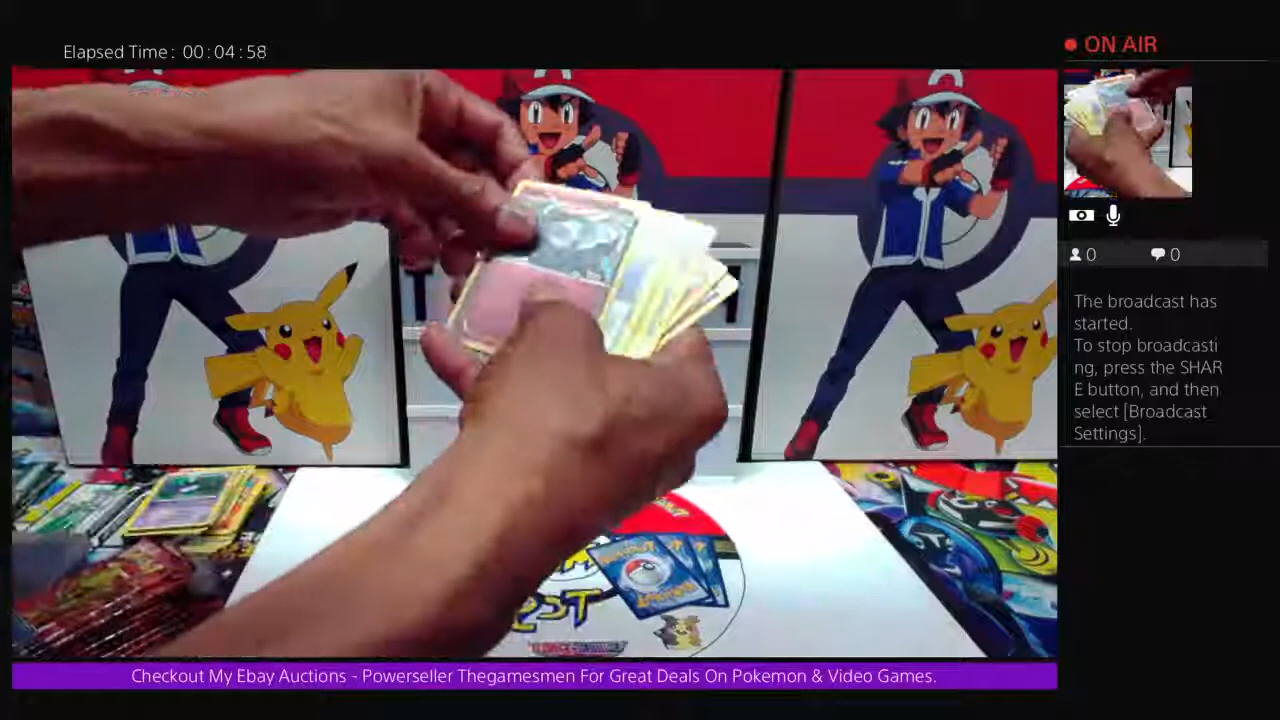 Elapsed Time: 00:04:58
ON AIR
0
0
The broadcast has
started.
To stop broadcasti
ng, press the SHAR
E button, and then
select [Broadcast
Settings].
Checkout My Ebay Auctions - Powerseller Thegamesmen For Great Deals On Pokemon & Video Games.